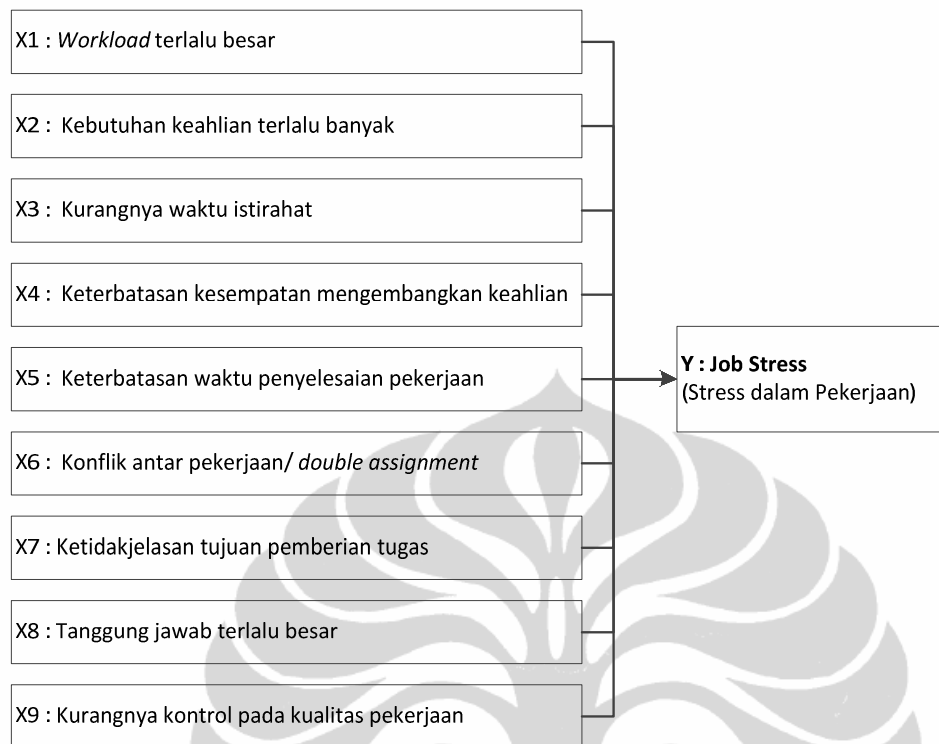 X1 : Workload terlalu besar
X2 : Kebutuhan keahlian terlalu banyak
X3 : Kurangnya waktu istirahat
X4 : Keterbatasan kesempatan mengembangkan keahlian
X5 : Keterbatasan waktu penyelesaian pekerjaan
X6 : Konflik antar pekerjaan/ double assignment
X7 : Ketidakjelasan tujuan pemberian tugas
X8 : Tanggung jawab terlalu besar
X9 : Kurangnya kontrol pada kualitas pekerjaan
Y : Job Stress
(Stress dalam Pekerjaan)